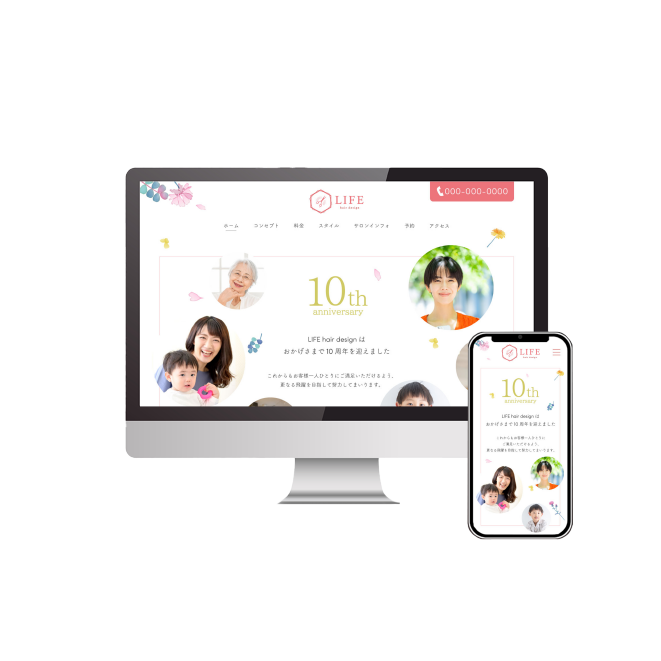 LIFE
hair design
000-000-0000
ホーム コンセプト 料金 スタイル サロンインフォ 予約 アクセス
10th
anniversary
LIFE hair design は
おかげさまで 10 周年を迎えました
これからもお客様一人ひとりにご満足いただけるよう、
更なる飛躍を目指して努力してまいります。
LIFE
hair design
10th
anniversary
LIFE hair design は
おかげさまで 10 周年を迎えました
これからもお客様一人ひとりに
ご満足いただけるよう、
更なる飛躍を目指して努力してまいります。